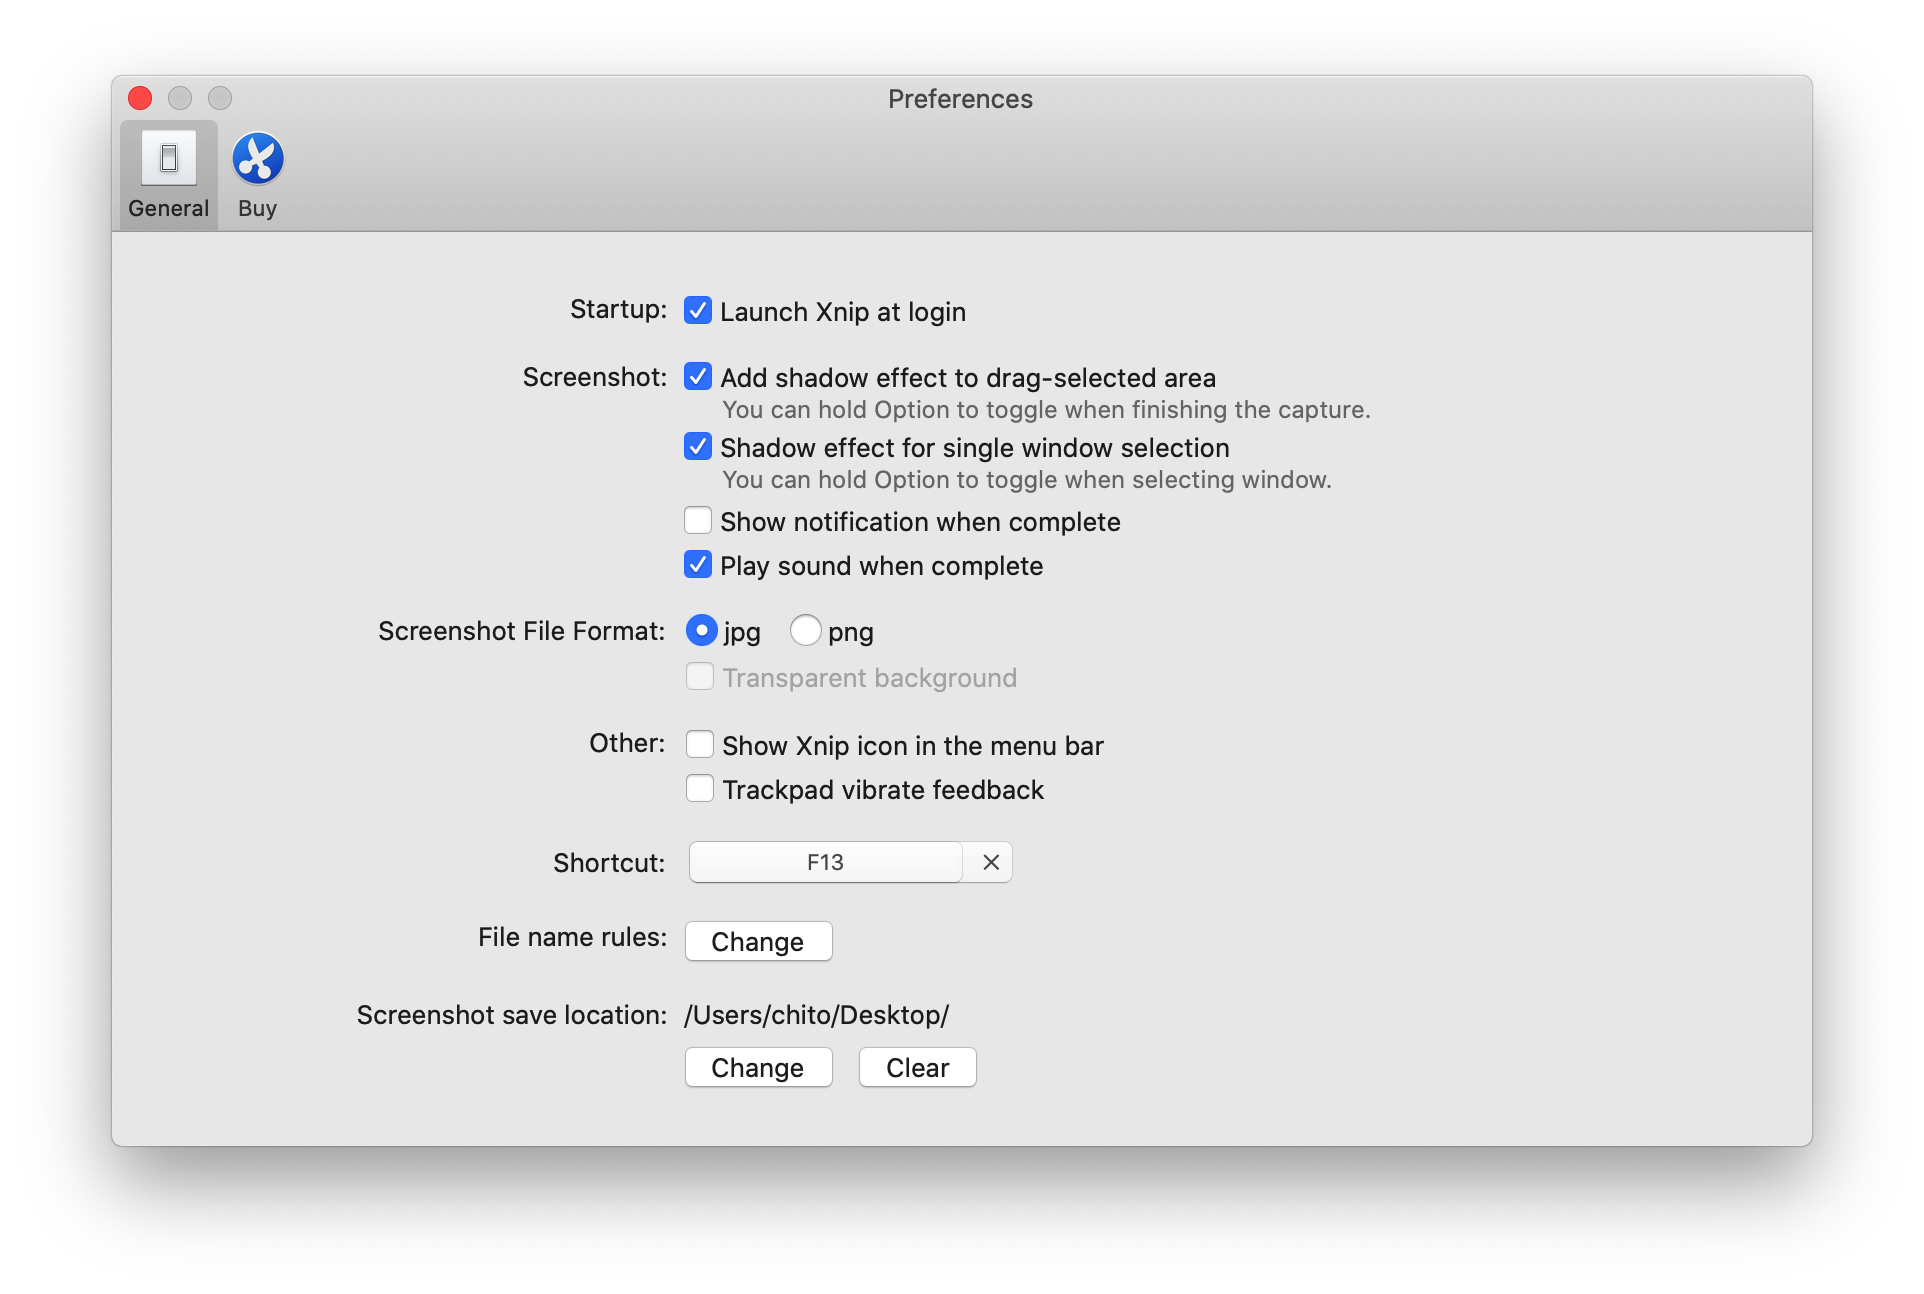 Preferences
General
Buy
Startup: Launch Xnip at login
Screenshot: Add shadow effect to drag-selected area
You can hold Option to toggle when finishing the capture.
Shadow effect for single window selection
You can hold Option to toggle when selecting window.
Show notification when complete
Play sound when complete
Screenshot File Format: jpg png
Transparent background
Other: Show Xnip icon in the menu bar
Trackpad vibrate feedback
Shortcut: F13
File name rules: Change
Screenshot save location: /Users/chito/Desktop/
Change Clear